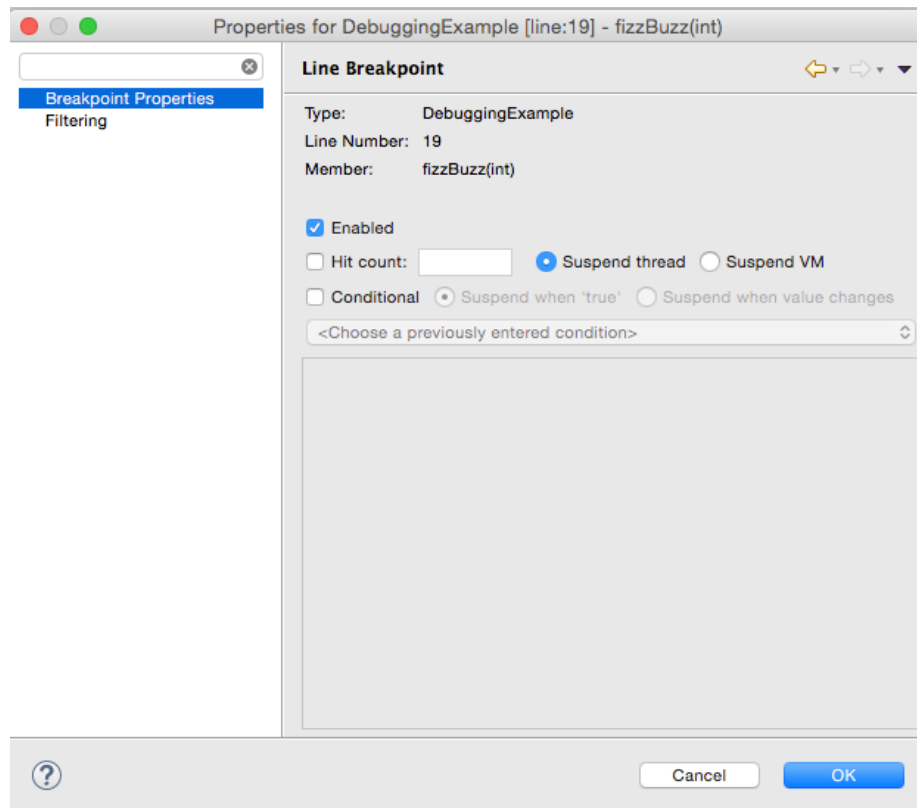 Properties for DebuggingExample [line:19] - fizzBuzz(int)
Breakpoint Properties
Filtering
Line Breakpoint
Type: DebuggingExample
Line Number: 19
Member: fizzBuzz(int)
Enabled
Hit count: Suspend thread Suspend VM
Conditional Suspend when 'true' Suspend when value changes
<Choose a previously entered condition>
? Cancel OK